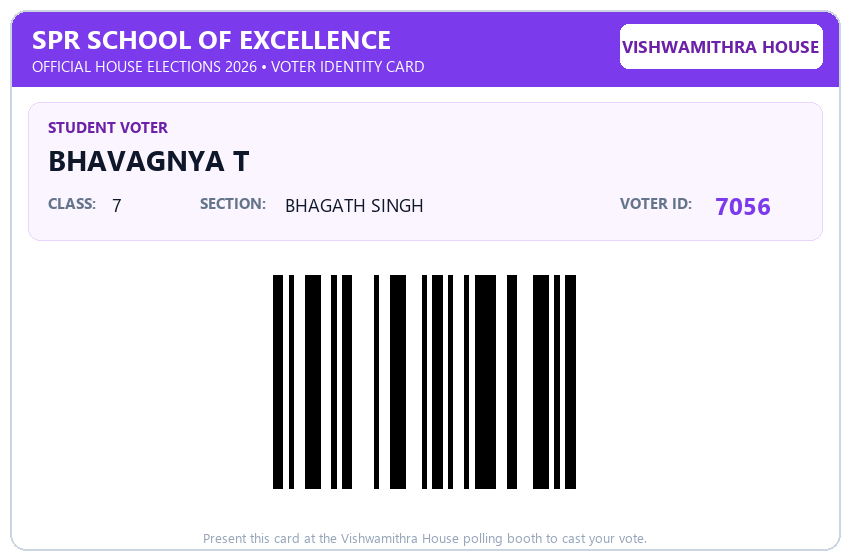 SPR SCHOOL OF EXCELLENCE
OFFICIAL HOUSE ELECTIONS 2026 • VOTER IDENTITY CARD
VISHWAMITHRA HOUSE
STUDENT VOTER
BHAVAGNYA T
CLASS: 7 SECTION: BHAGATH SINGH VOTER ID: 7056
Present this card at the Vishwamithra House polling booth to cast your vote.